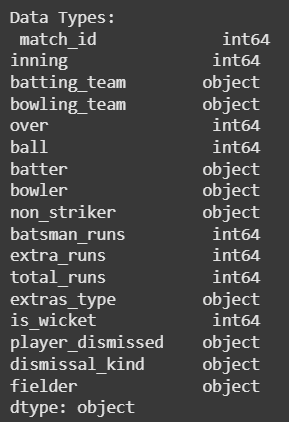 Data Types:
match_id int64
inning int64
batting_team object
bowling_team object
over int64
ball int64
batter object
bowler object
non_striker object
batsman_runs int64
extra_runs int64
total_runs int64
extras_type object
is_wicket int64
player_dismissed object
dismissal_kind object
fielder object
dtype: object